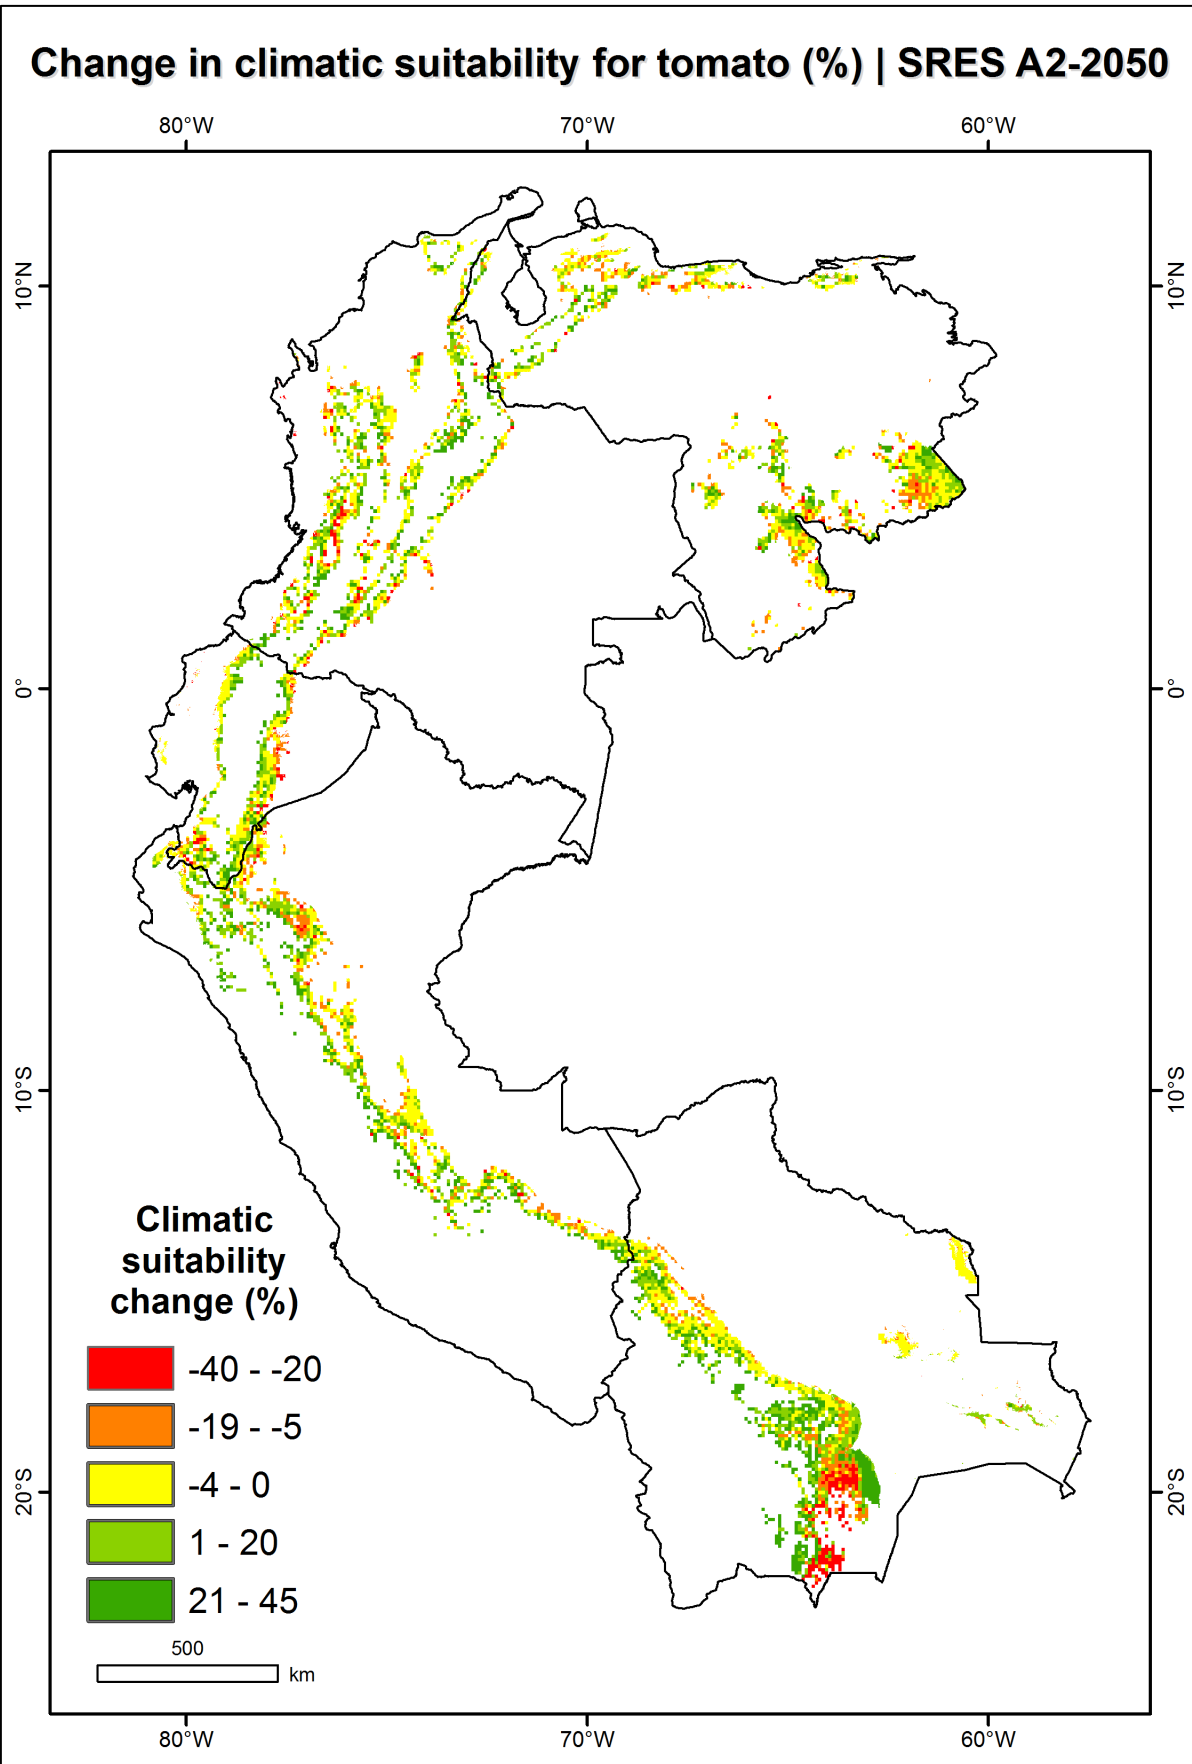 Change in climatic suitability for tomato (%) | SRES A2-2050
80°W 70°W 60°W
10°N 10°N
0° 0°
10°S 10°S
20°S 20°S
Climatic
suitability
change (%)
-40 - -20
-19 - -5
-4 - 0
1 - 20
21 - 45
500
km
80°W 70°W 60°W